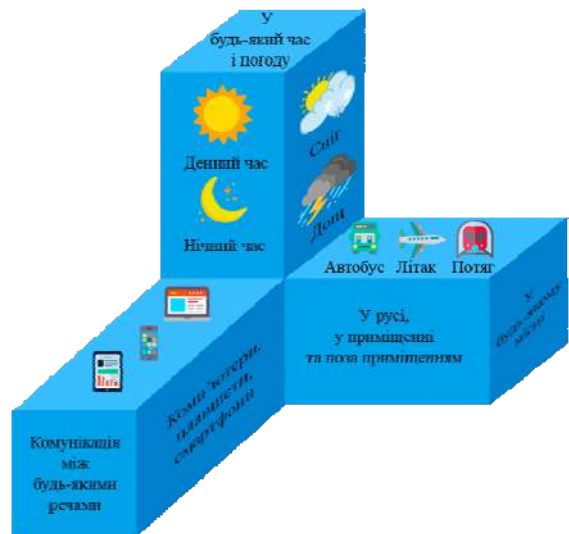 У
будь-який час
і погоду
Денний час
Сніг
Нічний час
Дощ
Автобус Літак Потяг
У русі,
у приміщенні
та поза приміщенням
У
будь-якому
місці
Комп'ютери,
планшети,
смартфони
Комунікація
між
будь-якими
речами